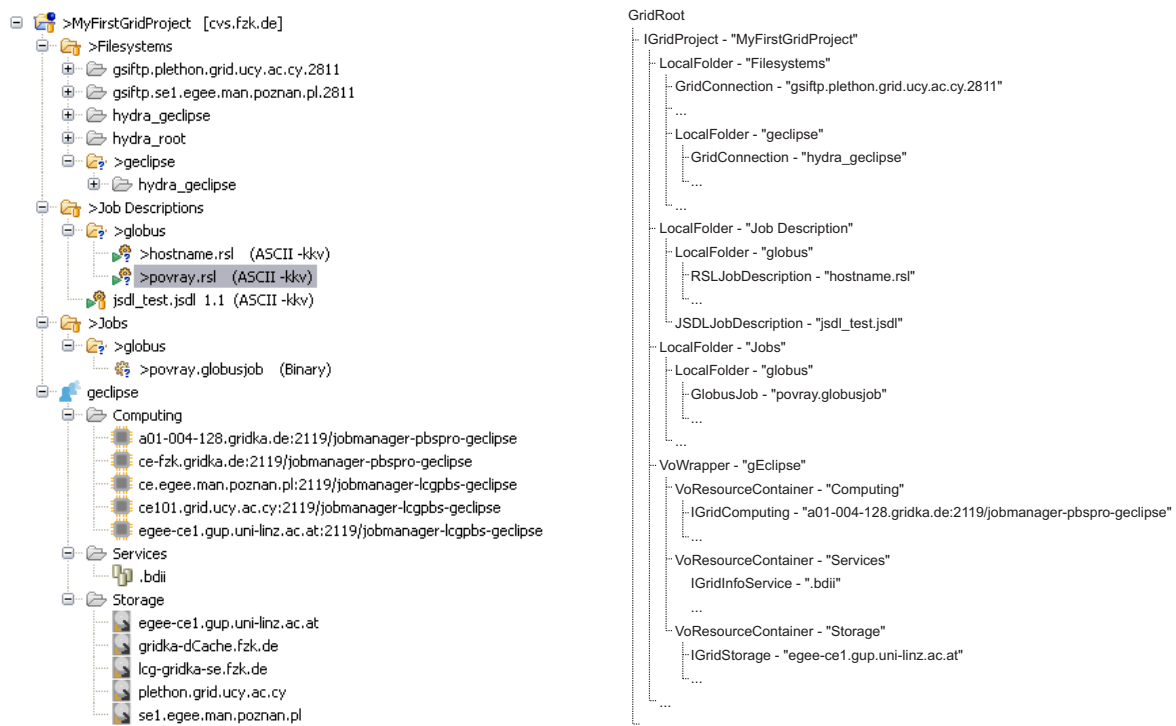 >MyFirstGridProject [cvs.fzk.de]
>Filesystems
gsiftp.plethon.grid.ucy.ac.cy.2811
gsiftp.se1.egee.man.poznan.pl.2811
hydra_geclipse
hydra_root
>geclipse
hydra_geclipse
>Job Descriptions
>globus
>hostname.rsl (ASCII -kkv)
>povray.rsl (ASCII -kkv)
jsdl_test.jsdl 1.1 (ASCII -kkv)
>Jobs
>globus
>povray.globusjob (Binary)
geclipse
Computing
a01-004-128.gridka.de:2119/jobmanager-pbspro-geclipse
ce-fzk.gridka.de:2119/jobmanager-pbspro-geclipse
ce.egee.man.poznan.pl:2119/jobmanager-lcgpbs-geclipse
ce101.grid.ucy.ac.cy:2119/jobmanager-lcgpbs-geclipse
egee-ce1.gup.uni-linz.ac.at:2119/jobmanager-lcgpbs-geclipse
Services
.bdii
Storage
egee-ce1.gup.uni-linz.ac.at
gridka-dCache.fzk.de
lcg-gridka-se.fzk.de
plethon.grid.ucy.ac.cy
se1.egee.man.poznan.pl
GridRoot
IGridProject - "MyFirstGridProject"
LocalFolder - "Filesystems"
GridConnection - "gsiftp.plethon.grid.ucy.ac.cy.2811"
...
LocalFolder - "geclipse"
GridConnection - "hydra_geclipse"
...
...
LocalFolder - "Job Description"
LocalFolder - "globus"
RSLJobDescription - "hostname.rsl"
...
JSDLJobDescription - "jsdl_test.jsdl"
LocalFolder - "Jobs"
LocalFolder - "globus"
GlobusJob - "povray.globusjob"
...
...
VoWrapper - "gEclipse"
VoResourceContainer - "Computing"
IGridComputing - "a01-004-128.gridka.de:2119/jobmanager-pbspro-geclipse"
...
VoResourceContainer - "Services"
IGridInfoService - ".bdii"
...
VoResourceContainer - "Storage"
IGridStorage - "egee-ce1.gup.uni-linz.ac.at"
...
...
...